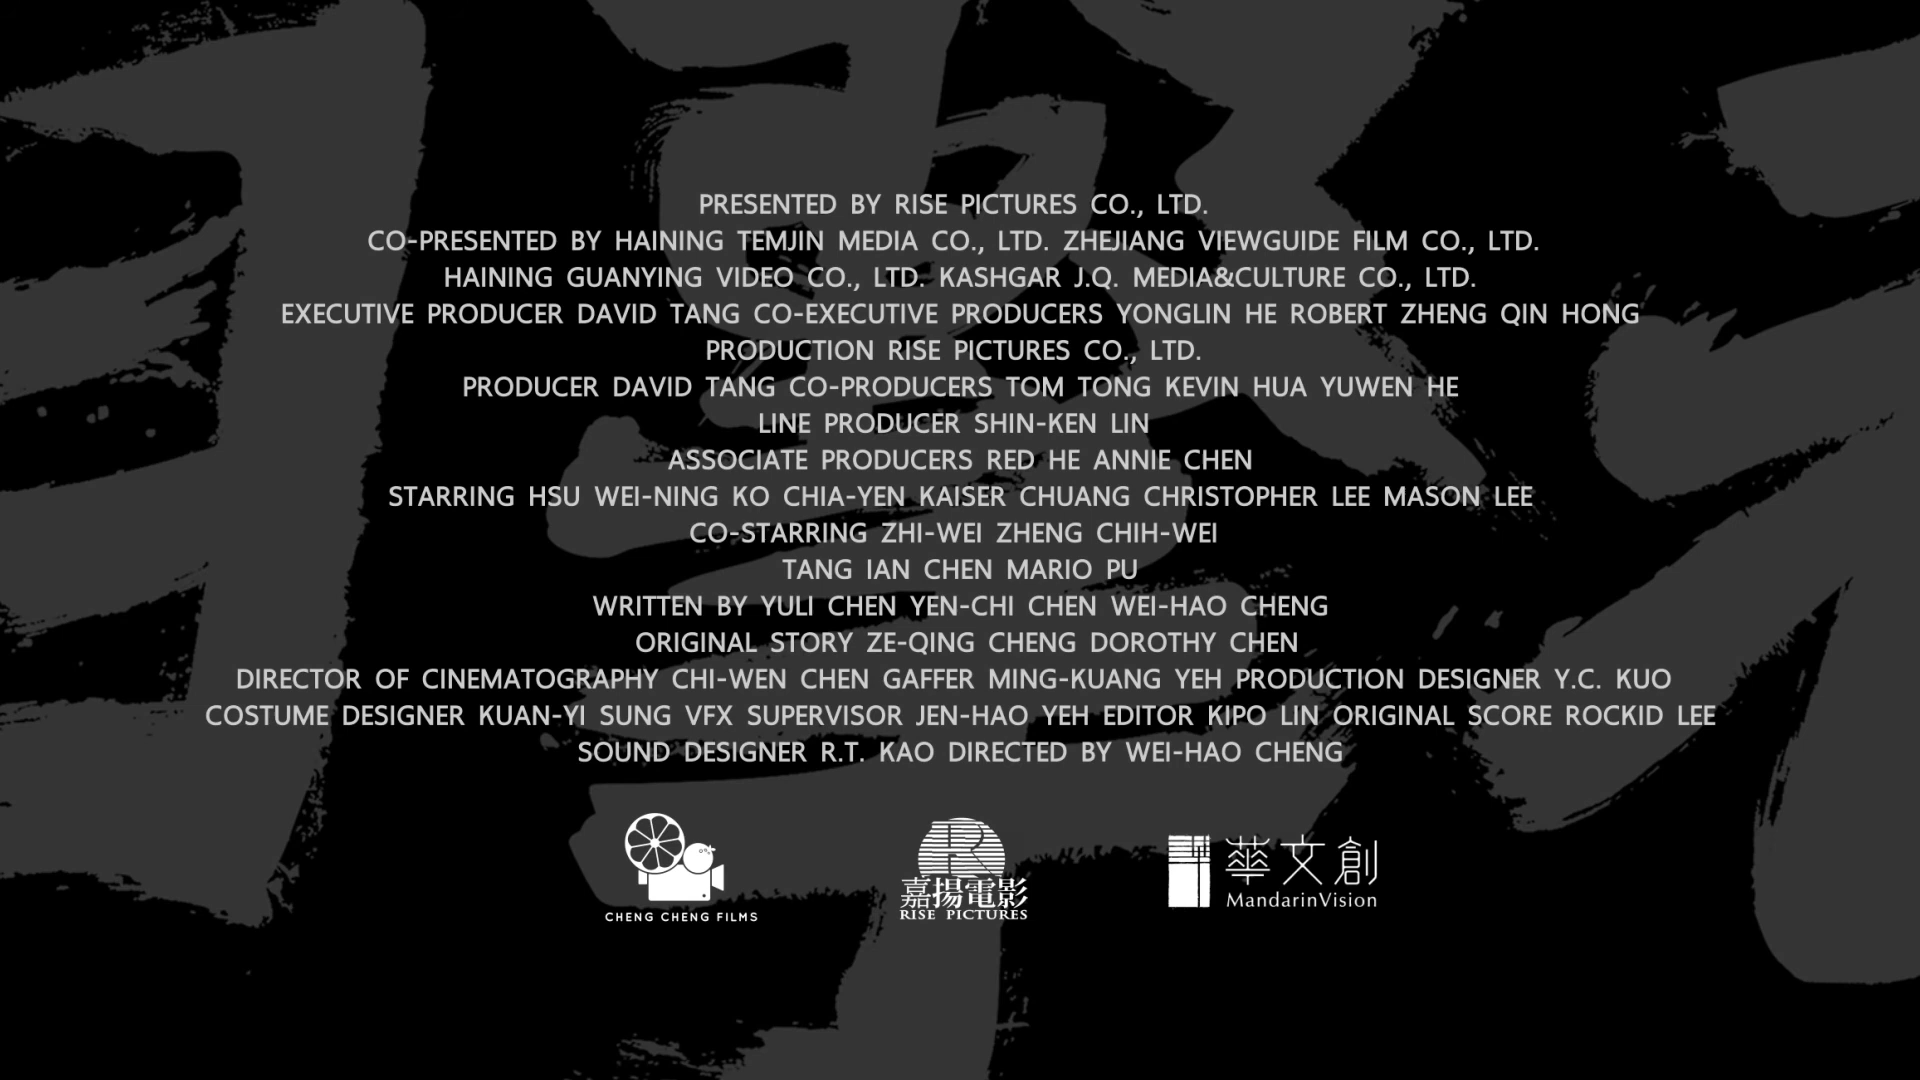 PRESENTED BY RISE PICTURES CO., LTD.
CO-PRESENTED BY HAINING TEMJIN MEDIA CO., LTD. ZHEJIANG VIEWGUIDE FILM CO., LTD.
HAINING GUANYING VIDEO CO., LTD. KASHGAR J.Q. MEDIA&CULTURE CO., LTD.
EXECUTIVE PRODUCER DAVID TANG CO-EXECUTIVE PRODUCERS YONGLIN HE ROBERT ZHENG QIN HONG
PRODUCTION RISE PICTURES CO., LTD.
PRODUCER DAVID TANG CO-PRODUCERS TOM TONG KEVIN HUA YUWEN HE
LINE PRODUCER SHIN-KEN LIN
ASSOCIATE PRODUCERS RED HE ANNIE CHEN
STARRING HSU WEI-NING KO CHIA-YEN KAISER CHUANG CHRISTOPHER LEE MASON LEE
CO-STARRING ZHI-WEI ZHENG CHIH-WEI
TANG IAN CHEN MARIO PU
WRITTEN BY YULI CHEN YEN-CHI CHEN WEI-HAO CHENG
ORIGINAL STORY ZE-QING CHENG DOROTHY CHEN
DIRECTOR OF CINEMATOGRAPHY CHI-WEN CHEN GAFFER MING-KUANG YEH PRODUCTION DESIGNER Y.C. KUO
COSTUME DESIGNER KUAN-YI SUNG VFX SUPERVISOR JEN-HAO YEH EDITOR KIPO LIN ORIGINAL SCORE ROCKID LEE
SOUND DESIGNER R.T. KAO DIRECTED BY WEI-HAO CHENG
CHENG CHENG FILMS
R
嘉揚電影
RISE PICTURES
華文創
MandarinVision